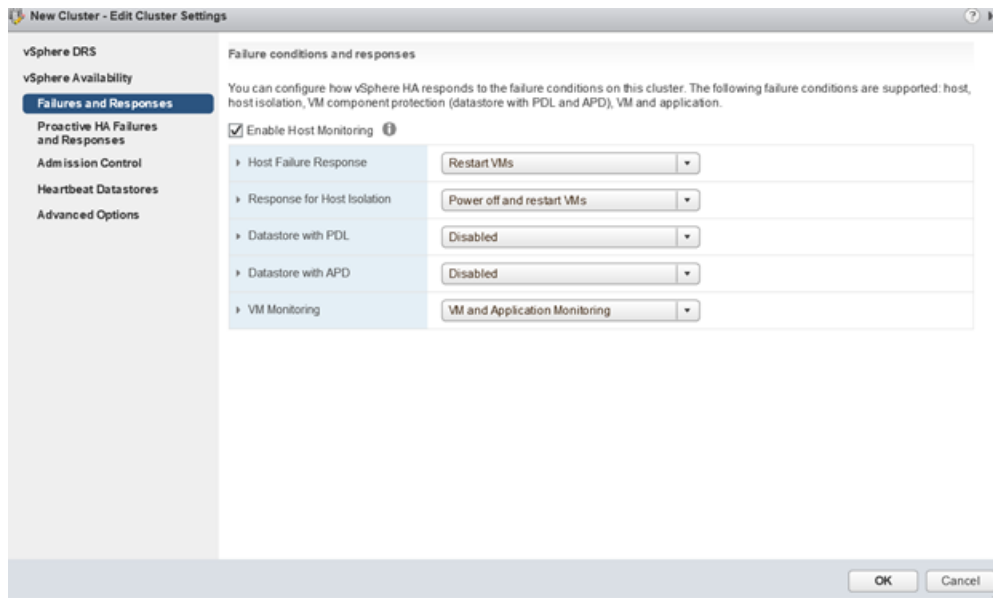 New Cluster - Edit Cluster Settings
?
vSphere DRS
vSphere Availability
Failures and Responses
Proactive HA Failures
and Responses
Admission Control
Heartbeat Datastores
Advanced Options
Failure conditions and responses
You can configure how vSphere HA responds to the failure conditions on this cluster. The following failure conditions are supported: host,
host isolation, VM component protection (datastore with PDL and APD), VM and application.
Enable Host Monitoring
Host Failure Response Restart VMs
Response for Host Isolation Power off and restart VMs
Datastore with PDL Disabled
Datastore with APD Disabled
VM Monitoring VM and Application Monitoring
OK Cancel